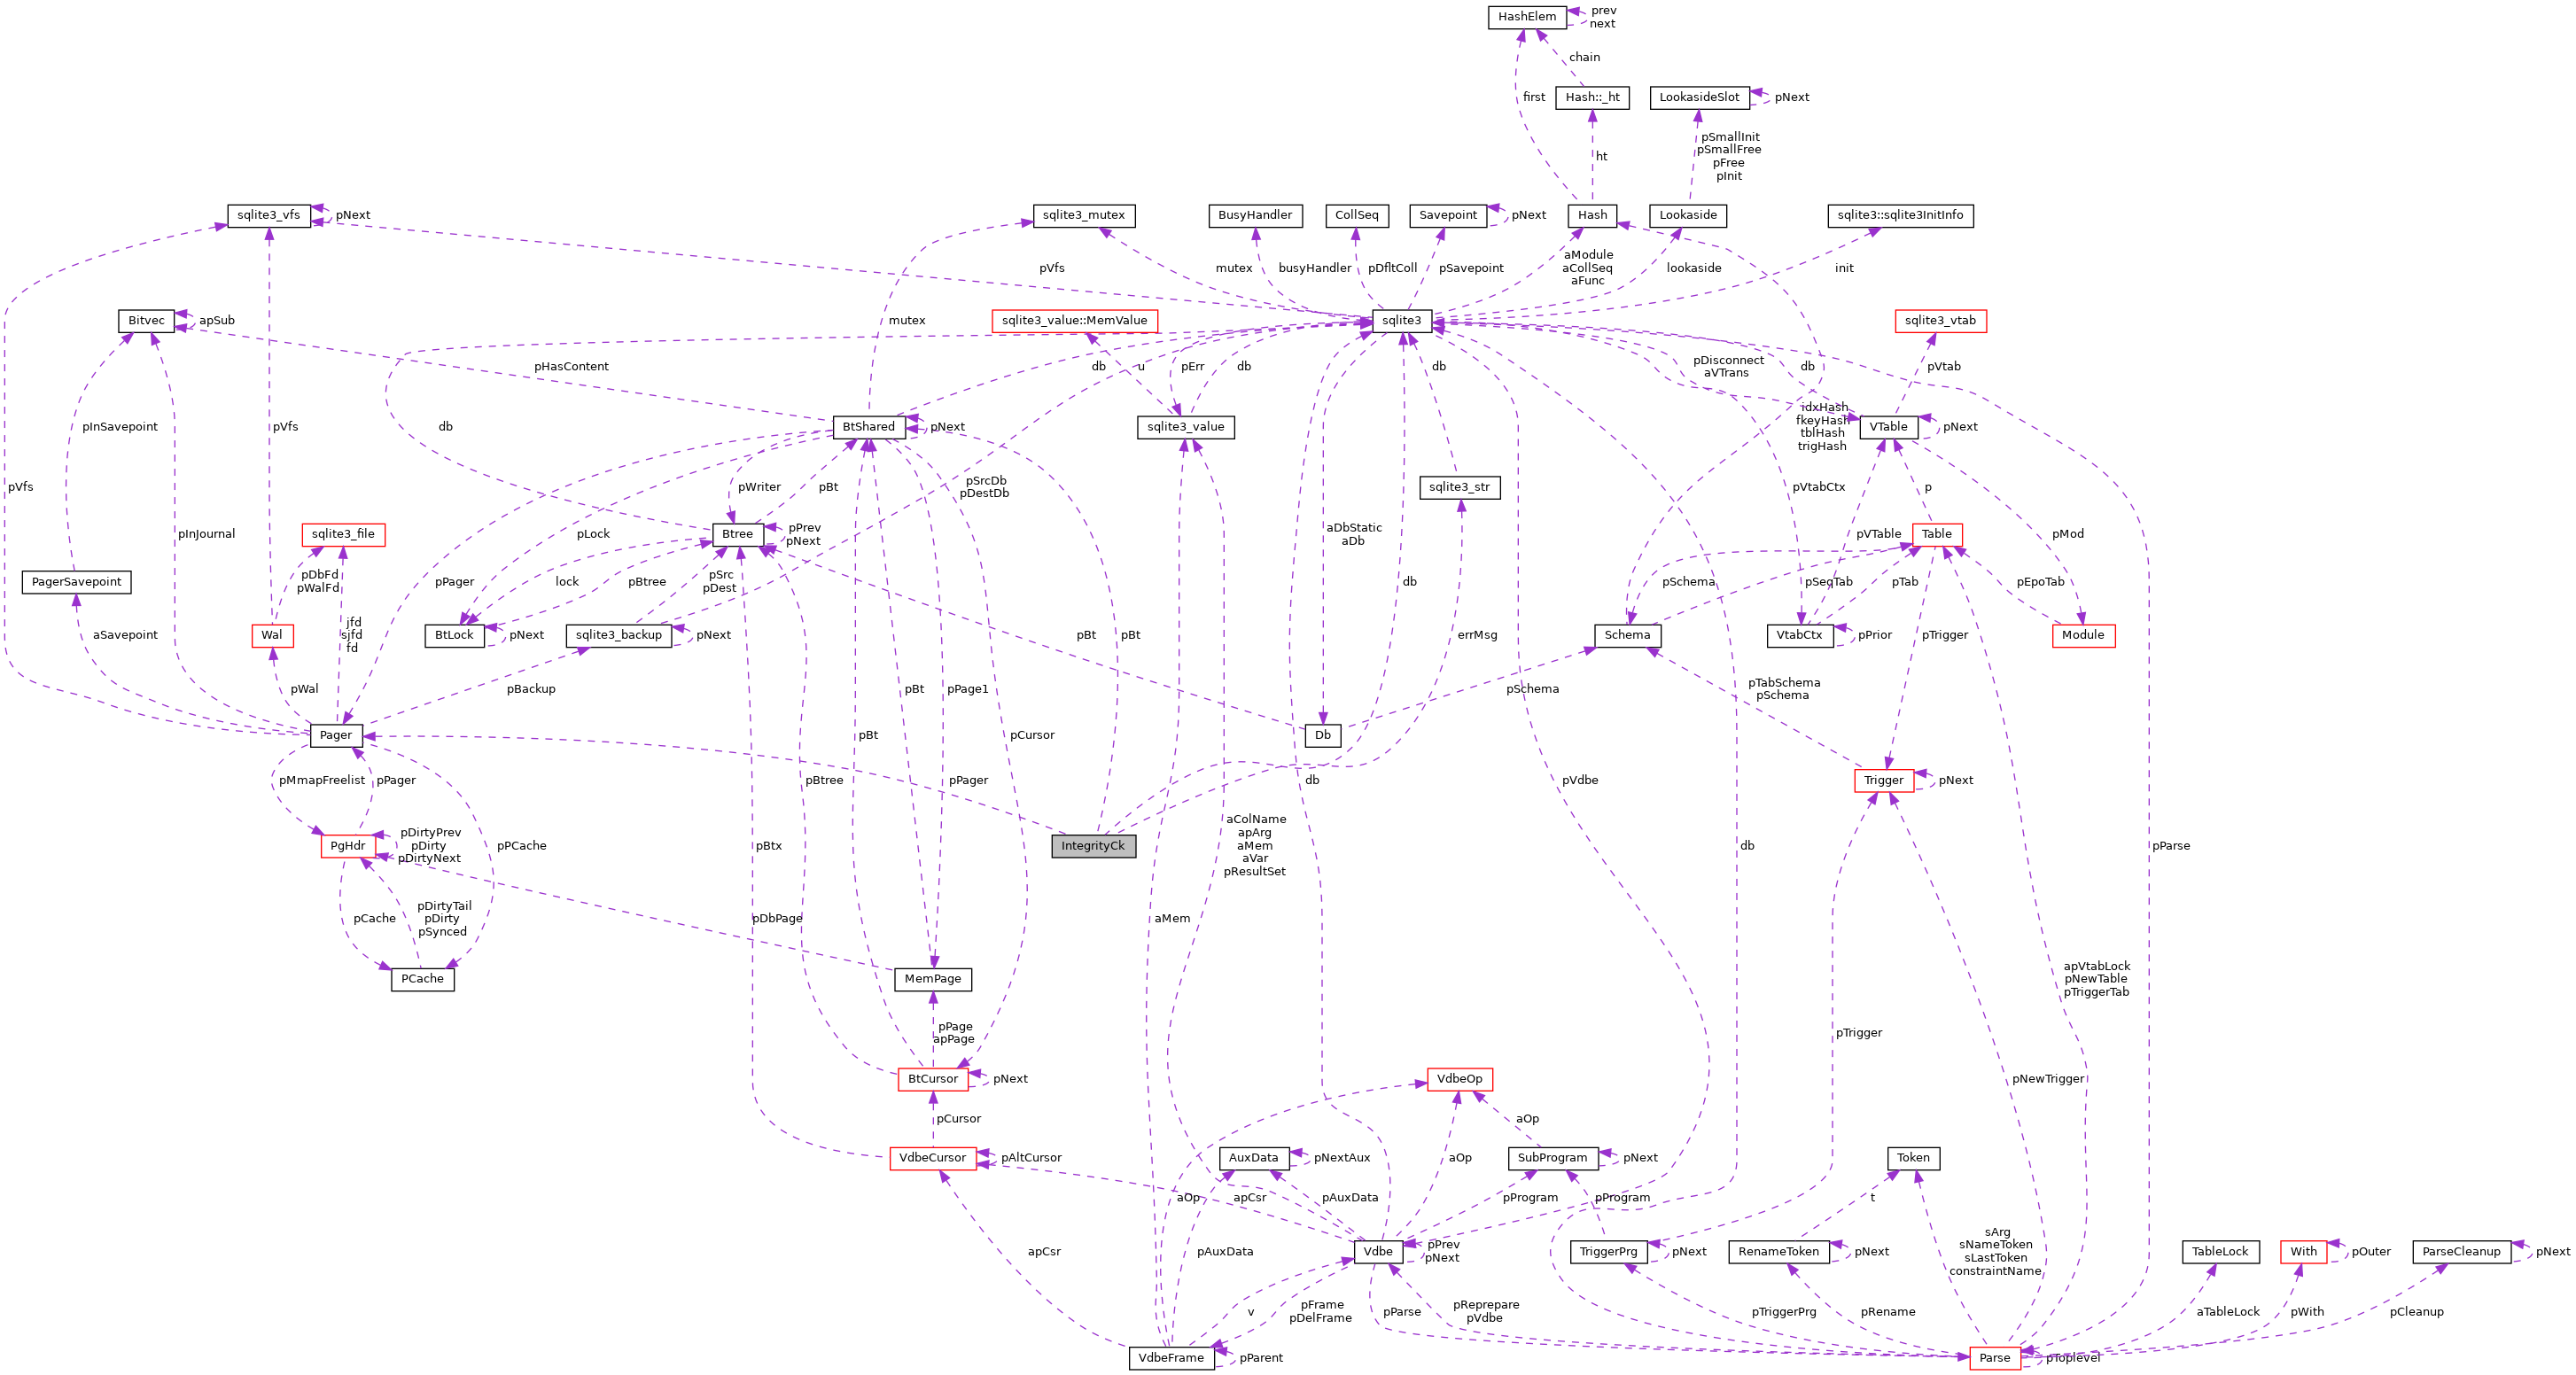 HashElem
prev
next
chain
first
Hash::_ht
LookasideSlot
pNext
pSmallInit
pSmallFree
pFree
pInit
ht
sqlite3_vfs
pNext
sqlite3_mutex
BusyHandler
CollSeq
Savepoint
pNext
Hash
Lookaside
sqlite3::sqlite3InitInfo
pVfs
mutex
busyHandler
pDfltColl
pSavepoint
aModule
aCollSeq
aFunc
lookaside
init
Bitvec
apSub
mutex
sqlite3_value::MemValue
sqlite3
sqlite3_vtab
pHasContent
db
u
pErr
db
db
pDisconnect
aVTrans
db
pVtab
pInSavepoint
pVfs
db
BtShared
pNext
sqlite3_value
idxHash
fkeyHash
tblHash
trigHash
VTable
pNext
pVfs
pWriter
pBt
pSrcDb
pDestDb
sqlite3_str
pVtabCtx
p
sqlite3_file
pInJournal
pLock
Btree
pPrev
pNext
aDbStatic
aDb
pVTable
Table
pMod
PagerSavepoint
pDbFd
pWalFd
pPager
lock
pBtree
pSrc
pDest
db
pSchema
pSeqTab
pTab
pEpoTab
aSavepoint
Wal
jfd
sjfd
fd
BtLock
pNext
sqlite3_backup
pNext
pBt
pBt
errMsg
Schema
pTrigger
VtabCtx
pPrior
Module
pWal
pBackup
pBt
pPage1
pSchema
pTabSchema
pSchema
Pager
pBt
pCursor
Db
pMmapFreelist
pPager
pBtree
pPager
db
pVdbe
Trigger
pNext
PgHdr
pDirtyPrev
pDirty
pDirtyNext
pPCache
pBtx
IntegrityCk
aColName
apArg
aMem
aVar
pResultSet
db
pParse
pCache
pDirtyTail
pDirty
pSynced
pDbPage
aMem
PCache
MemPage
apVtabLock
pNewTable
pTriggerTab
pPage
apPage
pTrigger
BtCursor
pNext
VdbeOp
pNewTrigger
pCursor
aOp
VdbeCursor
pAltCursor
AuxData
pNextAux
aOp
SubProgram
pNext
Token
aOp
apCsr
pAuxData
pProgram
pProgram
t
apCsr
pAuxData
Vdbe
pPrev
pNext
TriggerPrg
pNext
RenameToken
pNext
sArg
sNameToken
sLastToken
constraintName
TableLock
With
pOuter
ParseCleanup
pNext
v
pFrame
pDelFrame
pParse
pReprepare
pVdbe
pTriggerPrg
pRename
aTableLock
pWith
pCleanup
VdbeFrame
pParent
Parse
pToplevel